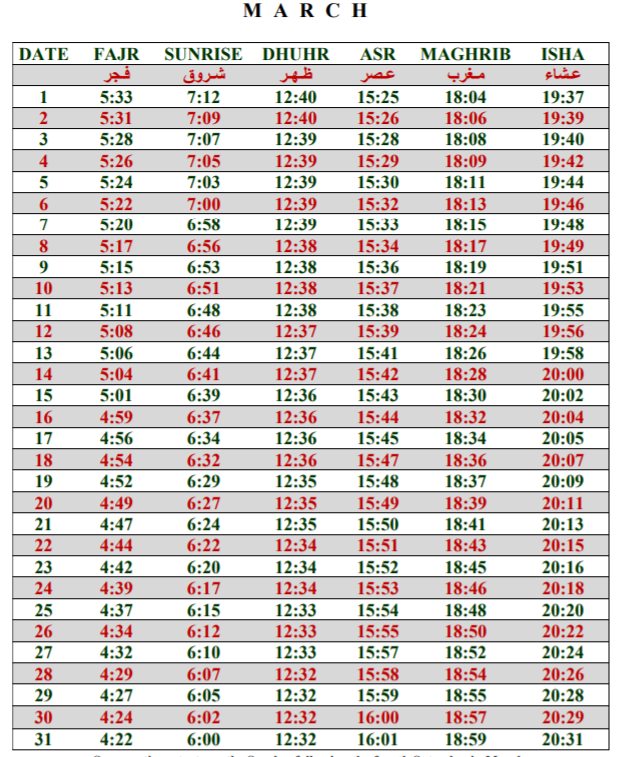 M A R C H
DATE FAJR SUNRISE DHUHR ASR MAGHRIB ISHA
فجر شروق ظهر عصر مغرب عشاء
1 5:33 7:12 12:40 15:25 18:04 19:37
2 5:31 7:09 12:40 15:26 18:06 19:39
3 5:28 7:07 12:39 15:28 18:08 19:40
4 5:26 7:05 12:39 15:29 18:09 19:42
5 5:24 7:03 12:39 15:30 18:11 19:44
6 5:22 7:00 12:39 15:32 18:13 19:46
7 5:20 6:58 12:39 15:33 18:15 19:48
8 5:17 6:56 12:38 15:34 18:17 19:49
9 5:15 6:53 12:38 15:36 18:19 19:51
10 5:13 6:51 12:38 15:37 18:21 19:53
11 5:11 6:48 12:38 15:38 18:23 19:55
12 5:08 6:46 12:37 15:39 18:24 19:56
13 5:06 6:44 12:37 15:41 18:26 19:58
14 5:04 6:41 12:37 15:42 18:28 20:00
15 5:01 6:39 12:36 15:43 18:30 20:02
16 4:59 6:37 12:36 15:44 18:32 20:04
17 4:56 6:34 12:36 15:45 18:34 20:05
18 4:54 6:32 12:36 15:47 18:36 20:07
19 4:52 6:29 12:35 15:48 18:37 20:09
20 4:49 6:27 12:35 15:49 18:39 20:11
21 4:47 6:24 12:35 15:50 18:41 20:13
22 4:44 6:22 12:34 15:51 18:43 20:15
23 4:42 6:20 12:34 15:52 18:45 20:16
24 4:39 6:17 12:34 15:53 18:46 20:18
25 4:37 6:15 12:33 15:54 18:48 20:20
26 4:34 6:12 12:33 15:55 18:50 20:22
27 4:32 6:10 12:33 15:57 18:52 20:24
28 4:29 6:07 12:32 15:58 18:54 20:26
29 4:27 6:05 12:32 15:59 18:55 20:28
30 4:24 6:02 12:32 16:00 18:57 20:29
31 4:22 6:00 12:32 16:01 18:59 20:31